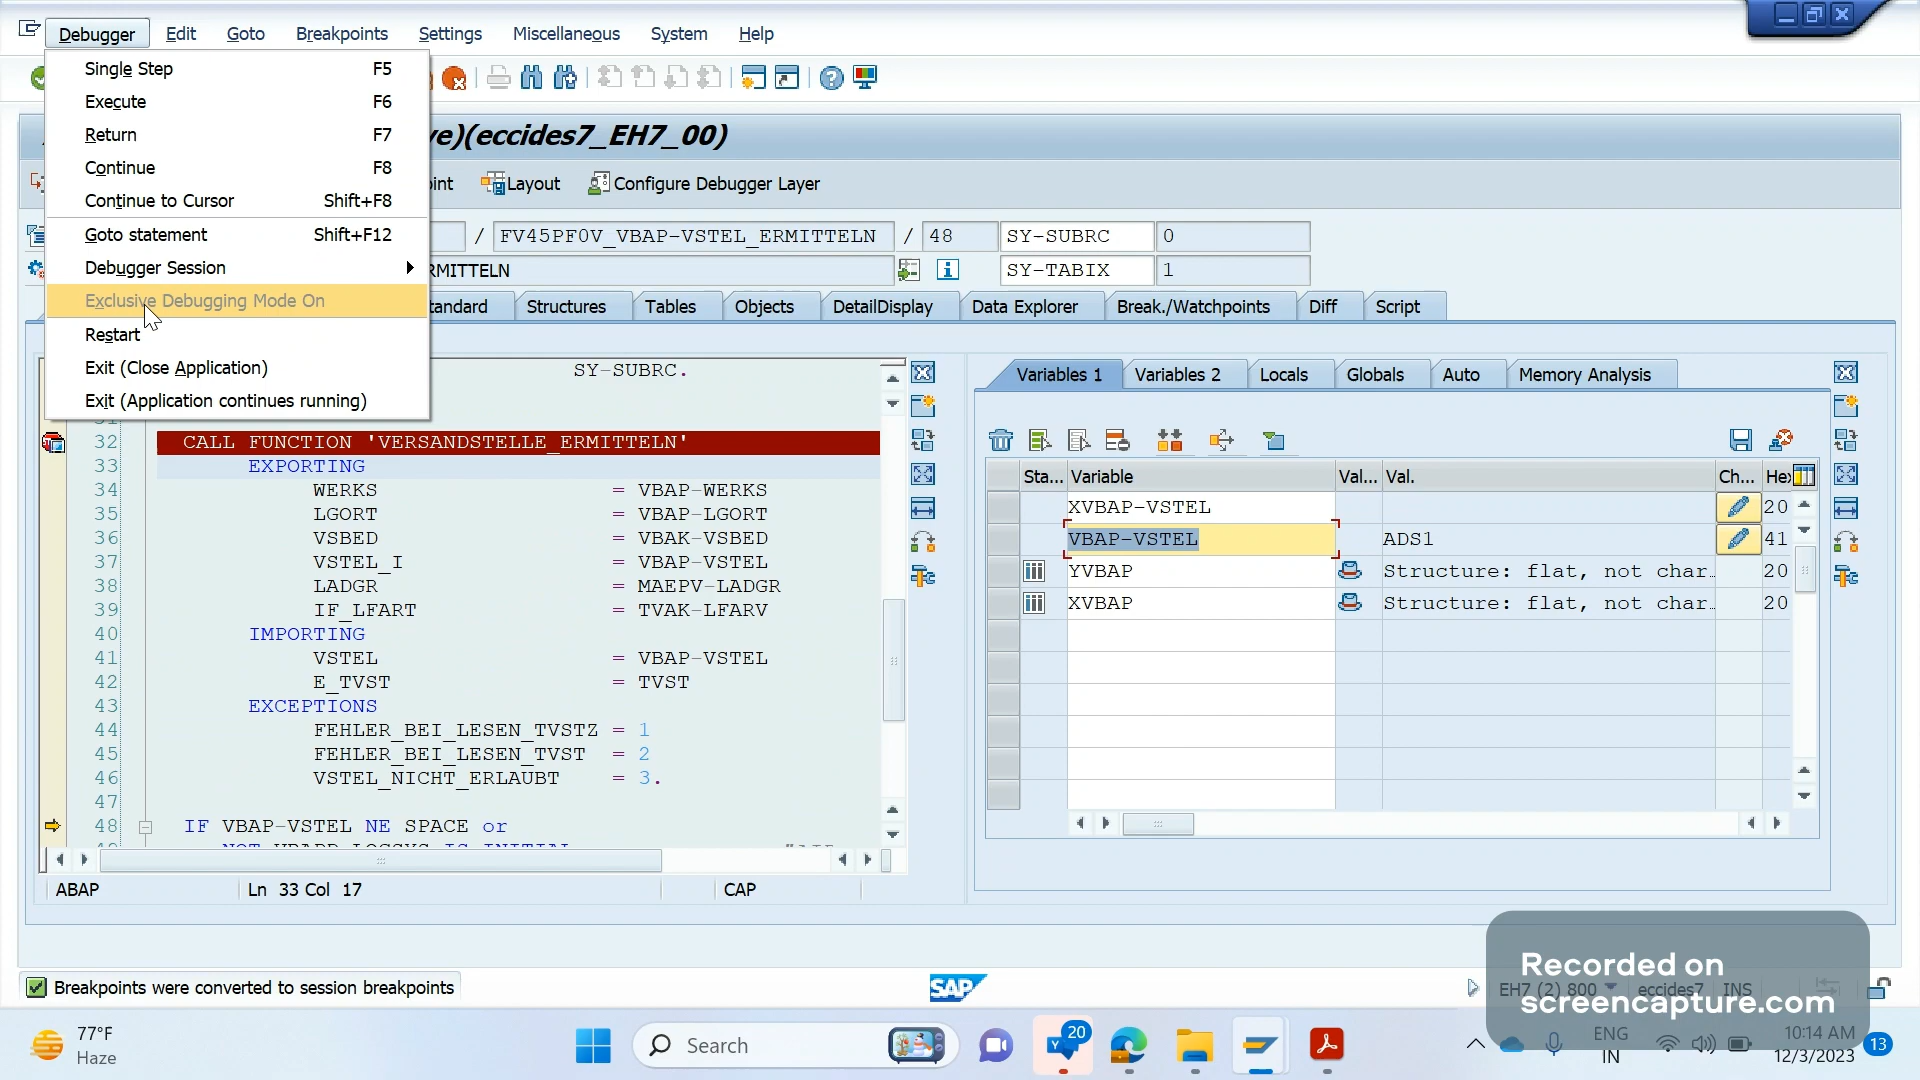 Debugger Edit Goto Breakpoints Settings Miscellaneous System Help
Single Step F5
Execute F6
Return F7
Continue F8
Continue to Cursor Shift+F8
Goto statement Shift+F12
Debugger Session
Exclusive Debugging Mode On
Restart
Exit (Close Application)
Exit (Application continues running)
ve)(eccides7_EH7_00)
int Layout Configure Debugger Layer
/ FV45PF0V_VBAP-VSTEL_ERMITTELN / 48 SY-SUBRC 0
RMITTELN SY-TABIX 1
tandard Structures Tables Objects DetailDisplay Data Explorer Break./Watchpoints Diff Script
SY-SUBRC.
32 CALL FUNCTION 'VERSANDSTELLE_ERMITTELN'
33 EXPORTING
34 WERKS = VBAP-WERKS
35 LGORT = VBAP-LGORT
36 VSBED = VBAK-VSBED
37 VSTEL_I = VBAP-VSTEL
38 LADGR = MAEPV-LADGR
39 IF_LFART = TVAK-LFARV
40 IMPORTING
41 VSTEL = VBAP-VSTEL
42 E_TVST = TVST
43 EXCEPTIONS
44 FEHLER_BEI_LESEN_TVSTZ = 1
45 FEHLER_BEI_LESEN_TVST = 2
46 VSTEL_NICHT_ERLAUBT = 3.
47
48 IF VBAP-VSTEL NE SPACE or
ABAP Ln 33 Col 17 CAP
Variables 1 Variables 2 Locals Globals Auto Memory Analysis
Sta... Variable Val... Val. Ch... Hex
XVBAP-VSTEL 20
VBAP-VSTEL ADS1 41
YVBAP Structure: flat, not char. 20
XVBAP Structure: flat, not char. 20
Breakpoints were converted to session breakpoints
SAP
EH7 (2) 800 eccides7 INS
Recorded on
screencapture.com
77°F
Haze
Search
20
ENG
IN
10:14 AM
12/3/2023
13